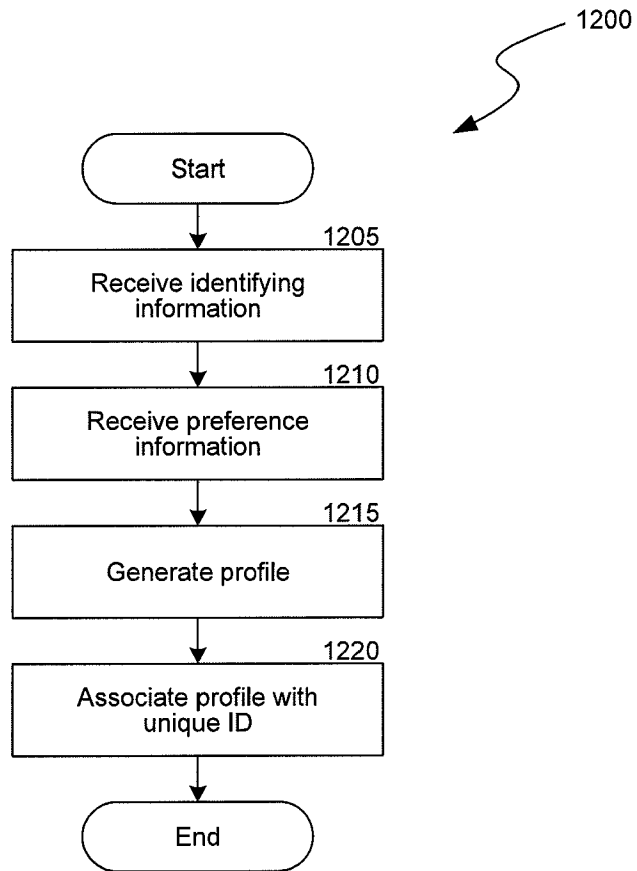 1200
Start
1205
Receive identifying
information
1210
Receive preference
information
1215
Generate profile
1220
Associate profile with
unique ID
End